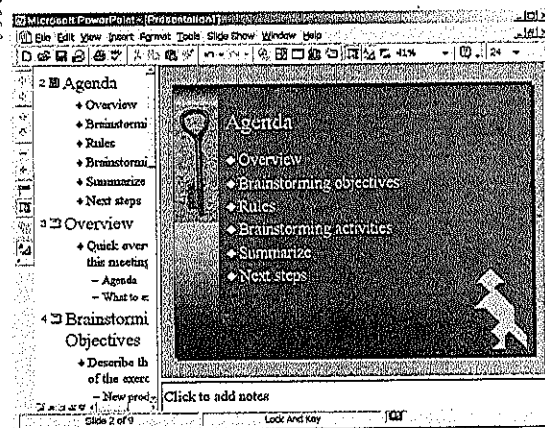 Microsoft PowerPoint - [Presentation1]
File Edit View Insert Format Tools Slide Show Window Help
41%
24
2 Agenda
Overview
Brainstormi
Rules
Brainstormi
Summarize
Next steps
3 Overview
Quick over
this meeting
– Agenda
– What to e
4 Brainstormi
Objectives
Describe th
of the exerc
– New prod
Agenda
Overview
Brainstorming objectives
Rules
Brainstorming activities
Summarize
Next steps
Click to add notes
Slide 2 of 9
Lock And Key